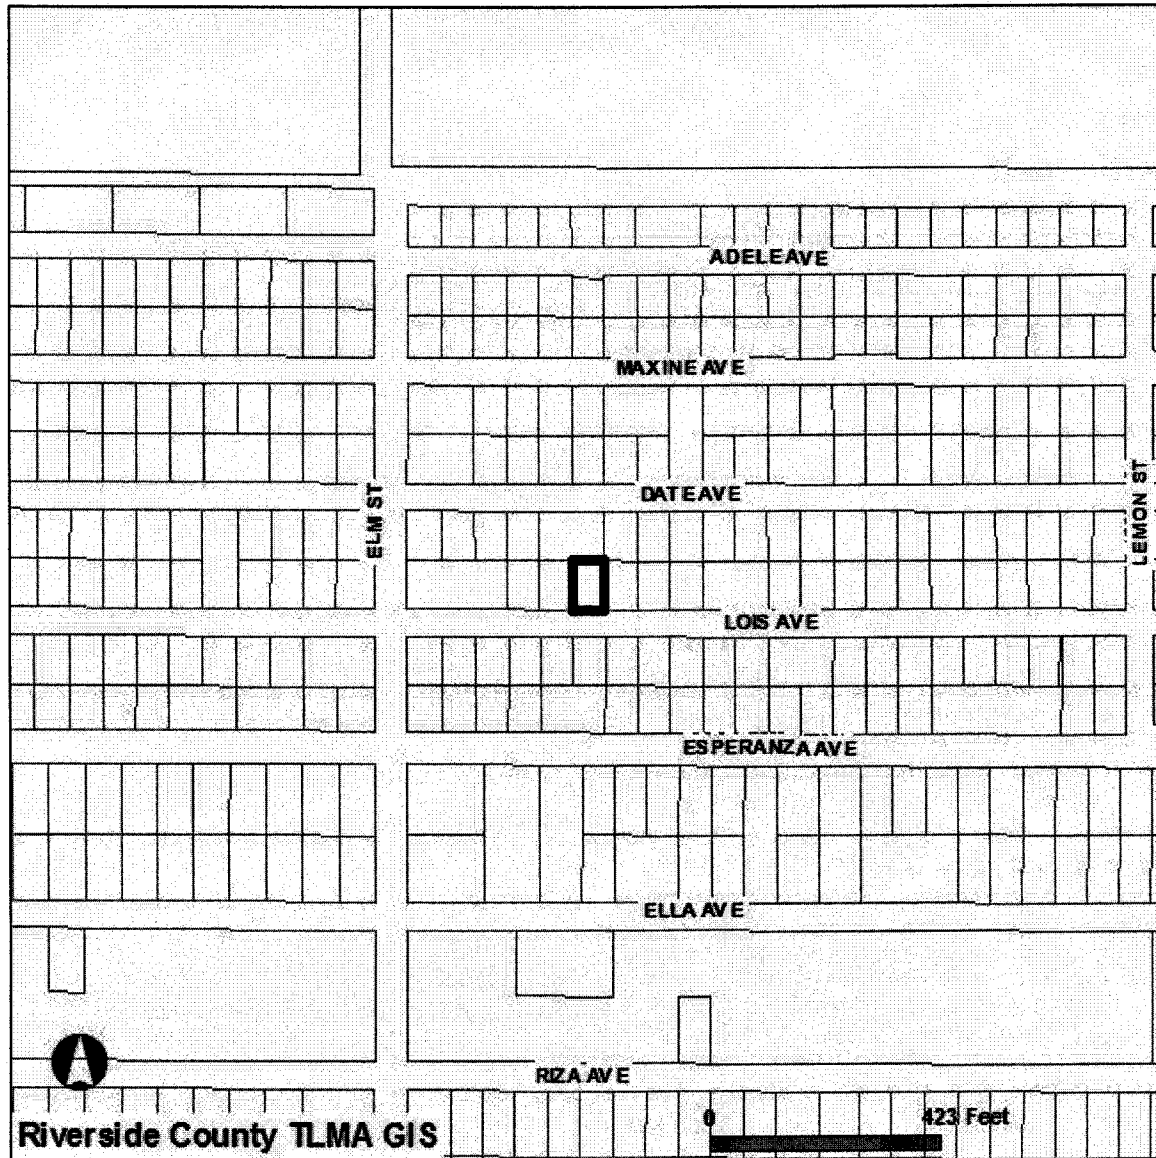 ADELE AVE
MAXINE AVE
DATE AVE
ELM ST
LEMON ST
LOIS AVE
ESPERANZA AVE
ELLA AVE
RIZA AVE
0 423 Feet
Riverside County TLMA GIS